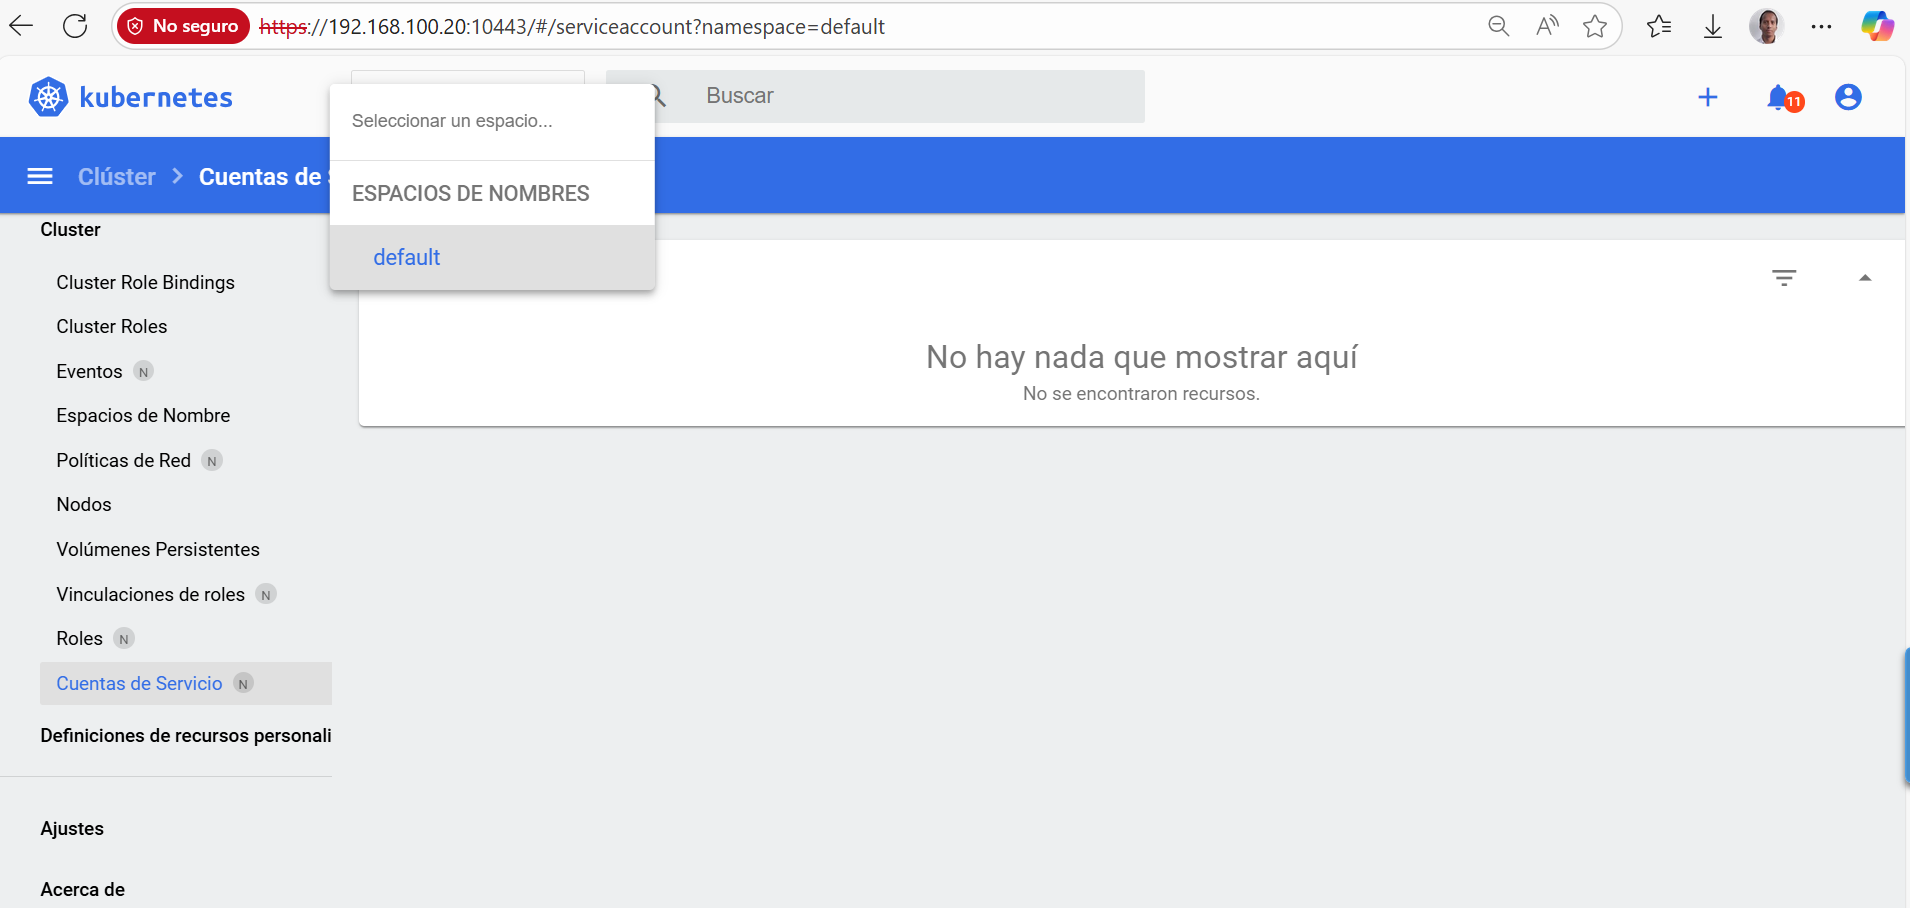 No seguro https://192.168.100.20:10443/#/serviceaccount?namespace=default
kubernetes
Buscar
11
Seleccionar un espacio...
Clúster > Cuentas de S
ESPACIOS DE NOMBRES
default
Cluster
Cluster Role Bindings
Cluster Roles
Eventos N
Espacios de Nombre
Políticas de Red N
Nodos
Volúmenes Persistentes
Vinculaciones de roles N
Roles N
Cuentas de Servicio N
Definiciones de recursos personali
Ajustes
Acerca de
No hay nada que mostrar aquí
No se encontraron recursos.